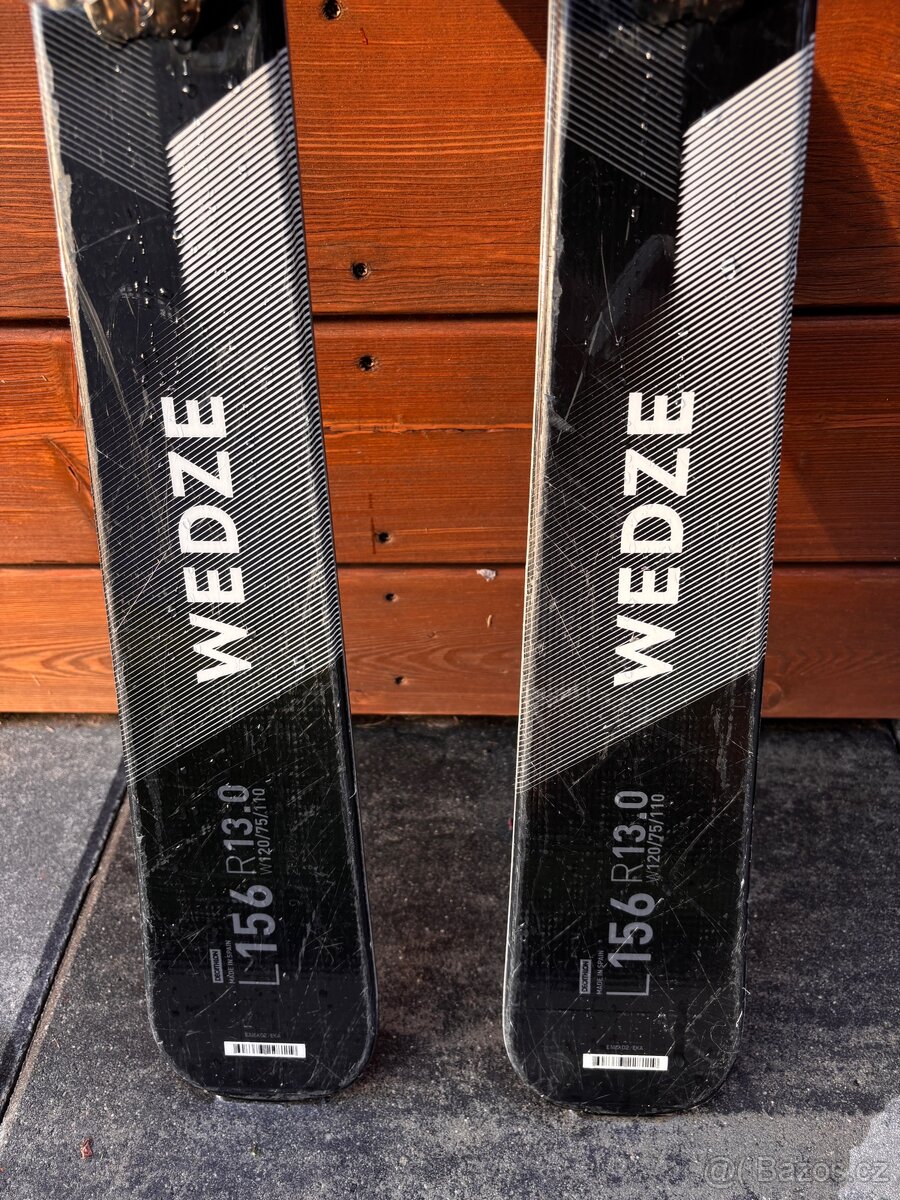 WEDZE
L156 R13.0
W120/75/110
DECATHLON
MADE IN SPAIN
WEDZE
L156 R13.0
W120/75/110
DECATHLON
MADE IN SPAIN
@( Bazos.cz